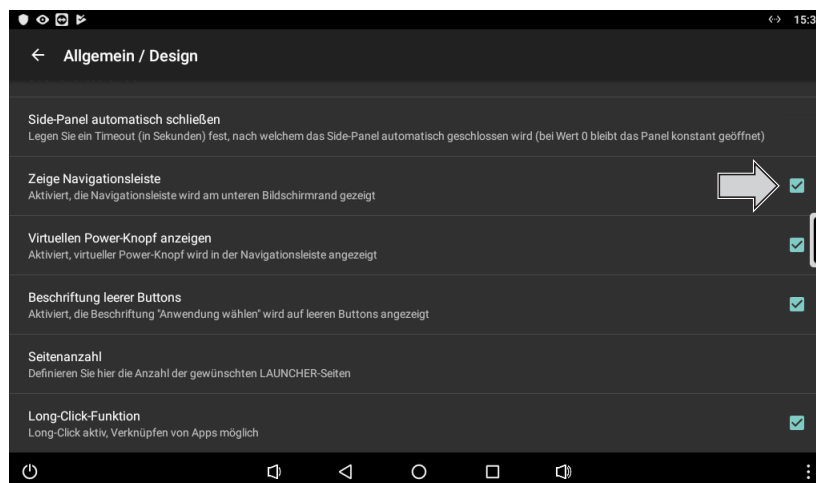 15:3
Allgemein / Design
Side-Panel automatisch schließen
Legen Sie ein Timeout (in Sekunden) fest, nach welchem das Side-Panel automatisch geschlossen wird (bei Wert 0 bleibt das Panel konstant geöffnet)
Zeige Navigationsleiste
Aktiviert, die Navigationsleiste wird am unteren Bildschirmrand gezeigt
Virtuellen Power-Knopf anzeigen
Aktiviert, virtueller Power-Knopf wird in der Navigationsleiste angezeigt
Beschriftung leerer Buttons
Aktiviert, die Beschriftung "Anwendung wählen" wird auf leeren Buttons angezeigt
Seitenanzahl
Definieren Sie hier die Anzahl der gewünschten LAUNCHER-Seiten
Long-Click-Funktion
Long-Click aktiv, Verknüpfen von Apps möglich